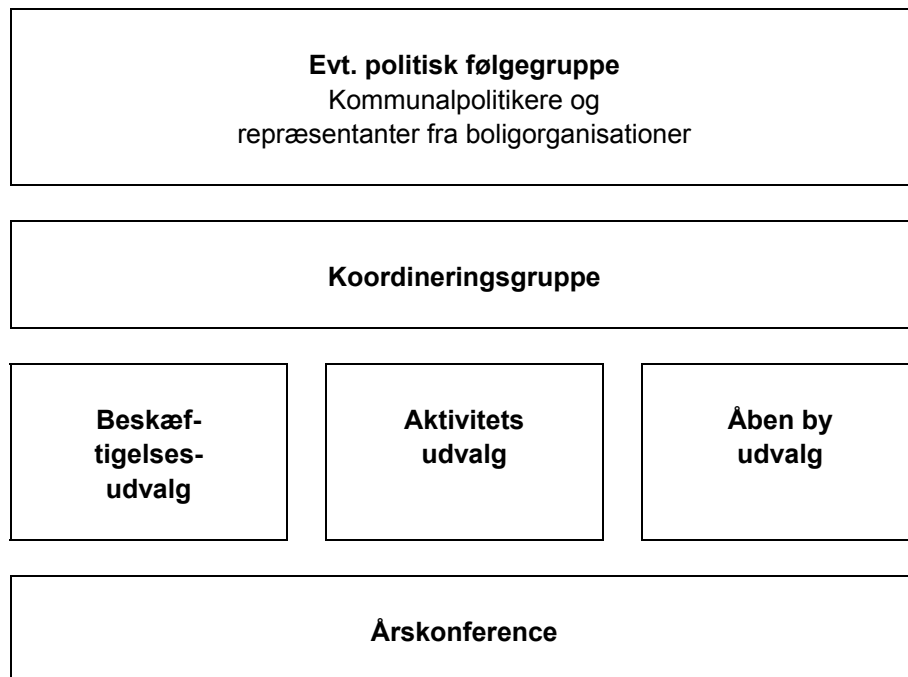 Evt. politisk følgegruppe
Kommunalpolitikere og
repræsentanter fra boligorganisationer
Koordineringsgruppe
Beskæf-
tigelses-
udvalg
Aktivitets
udvalg
Åben by
udvalg
Årskonference